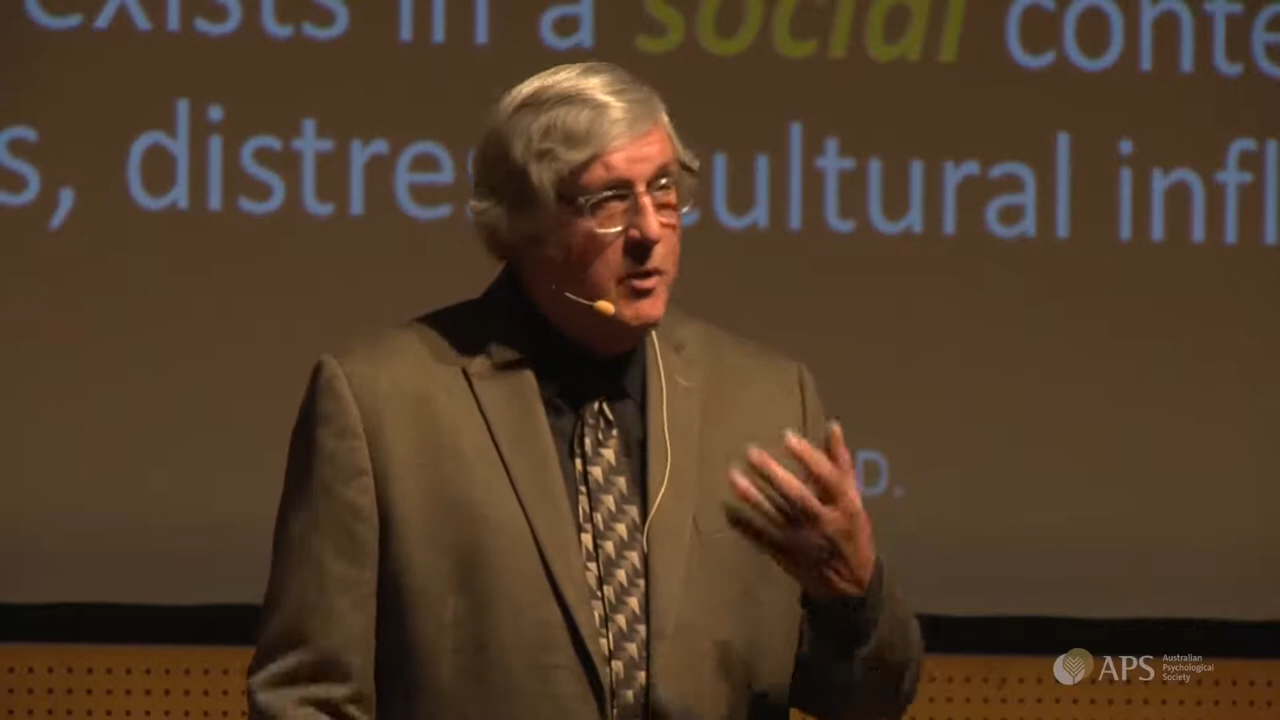 exists in a social conte
s, distres cultural infl
D.
APS
Australian
Psychological
Society